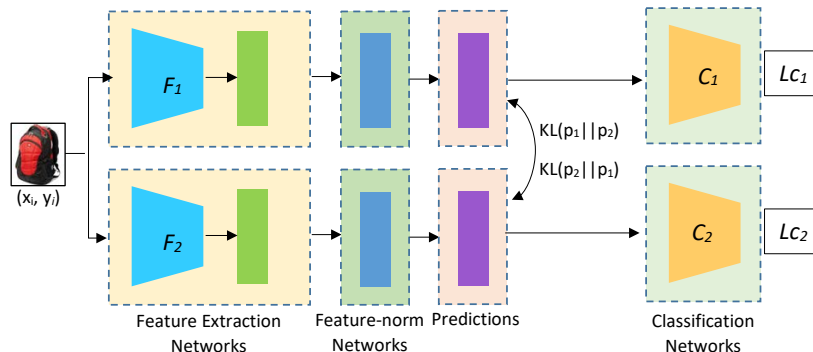 F1
C1
Lc1
KL(p1||p2)
(xi, yi)
KL(p2||p1)
F2
C2
Lc2
Feature Extraction
Networks
Feature-norm
Networks
Predictions
Classification
Networks